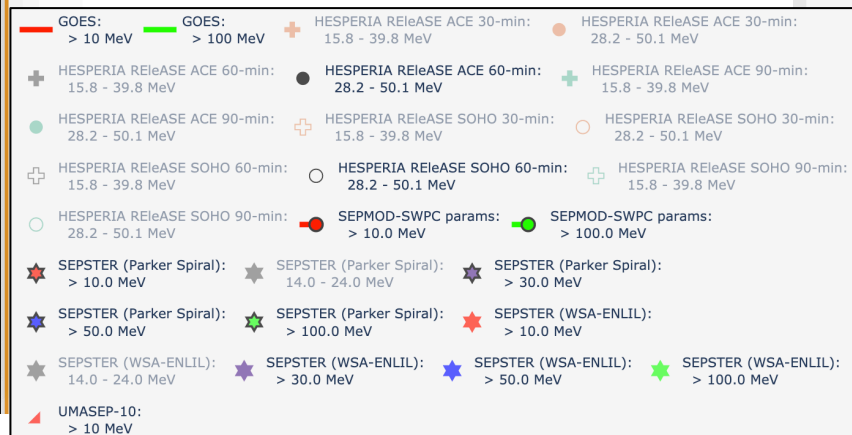 GOES: GOES: HESPERIA REleASE ACE 30-min: HESPERIA REleASE ACE 30-min:
> 10 MeV > 100 MeV 15.8 - 39.8 MeV 28.2 - 50.1 MeV
HESPERIA REleASE ACE 60-min: HESPERIA REleASE ACE 60-min: HESPERIA REleASE ACE 90-min:
15.8 - 39.8 MeV 28.2 - 50.1 MeV 15.8 - 39.8 MeV
HESPERIA REleASE ACE 90-min: HESPERIA REleASE SOHO 30-min: HESPERIA REleASE SOHO 30-min:
28.2 - 50.1 MeV 15.8 - 39.8 MeV 28.2 - 50.1 MeV
HESPERIA REleASE SOHO 60-min: HESPERIA REleASE SOHO 60-min: HESPERIA REleASE SOHO 90-min:
15.8 - 39.8 MeV 28.2 - 50.1 MeV 15.8 - 39.8 MeV
HESPERIA REleASE SOHO 90-min: SEPMOD-SWPC params: SEPMOD-SWPC params:
28.2 - 50.1 MeV > 10.0 MeV > 100.0 MeV
SEPSTER (Parker Spiral): SEPSTER (Parker Spiral): SEPSTER (Parker Spiral):
> 10.0 MeV 14.0 - 24.0 MeV > 30.0 MeV
SEPSTER (Parker Spiral): SEPSTER (Parker Spiral): SEPSTER (WSA-ENLIL):
> 50.0 MeV > 100.0 MeV > 10.0 MeV
SEPSTER (WSA-ENLIL): SEPSTER (WSA-ENLIL): SEPSTER (WSA-ENLIL): SEPSTER (WSA-ENLIL):
14.0 - 24.0 MeV > 30.0 MeV > 50.0 MeV > 100.0 MeV
UMASEP-10:
> 10 MeV